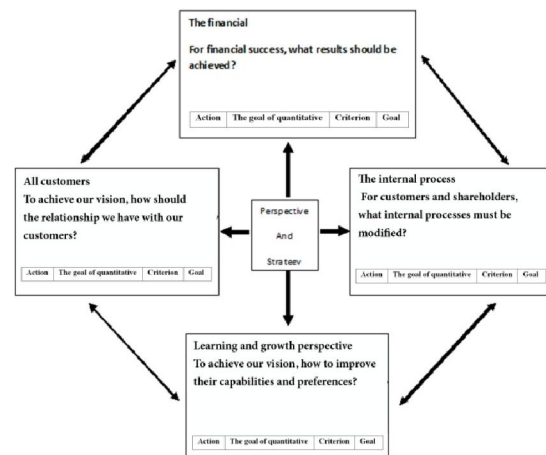 The financial
For financial success, what results should be
achieved?
Action The goal of quantitative Criterion Goal
All customers
To achieve our vision, how should
the relationship we have with our
customers?
Action The goal of quantitative Criterion Goal
Perspective
And
Strateev
The internal process
For customers and shareholders,
what internal processes must be
modified?
Action The goal of quantitative Criterion Goal
Learning and growth perspective
To achieve our vision, how to improve
their capabilities and preferences?
Action The goal of quantitative Criterion Goal